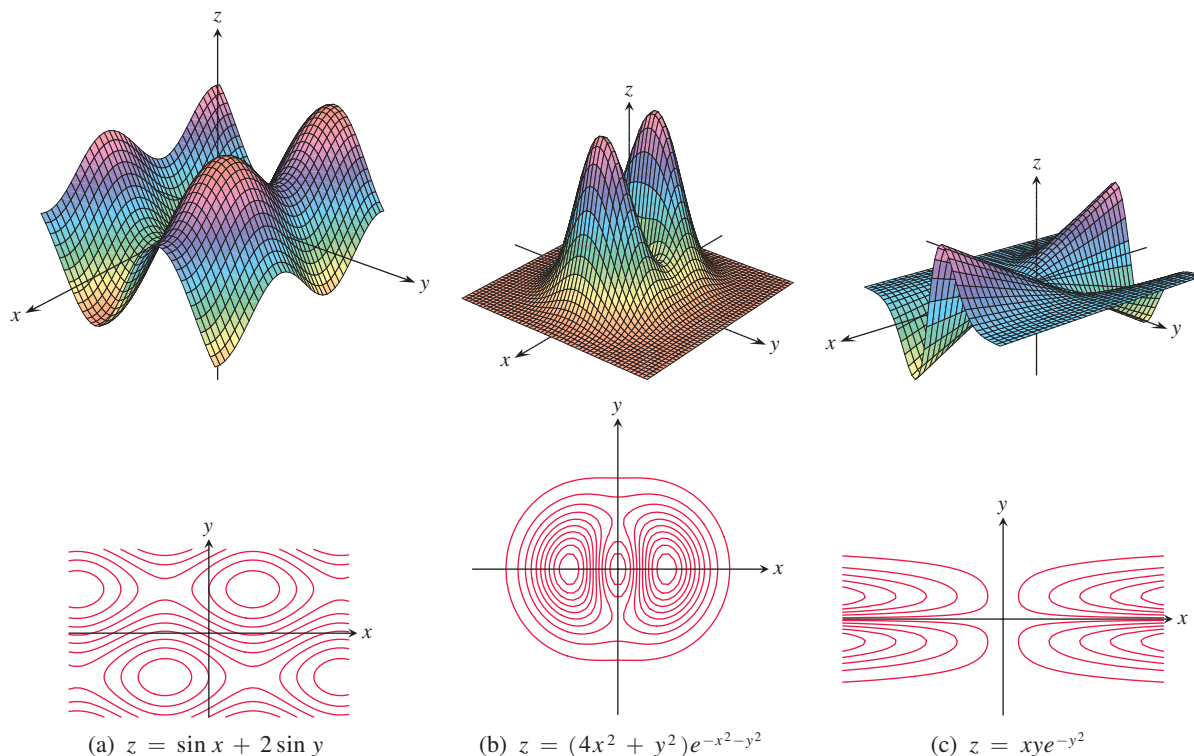 z
x
y
z
x
y
z
x
y
y
x
y
x
y
x
(a) z = sin x + 2 sin y
(b) z = (4x² + y²)e^{-x²-y²}
(c) z = xye^{-y²}